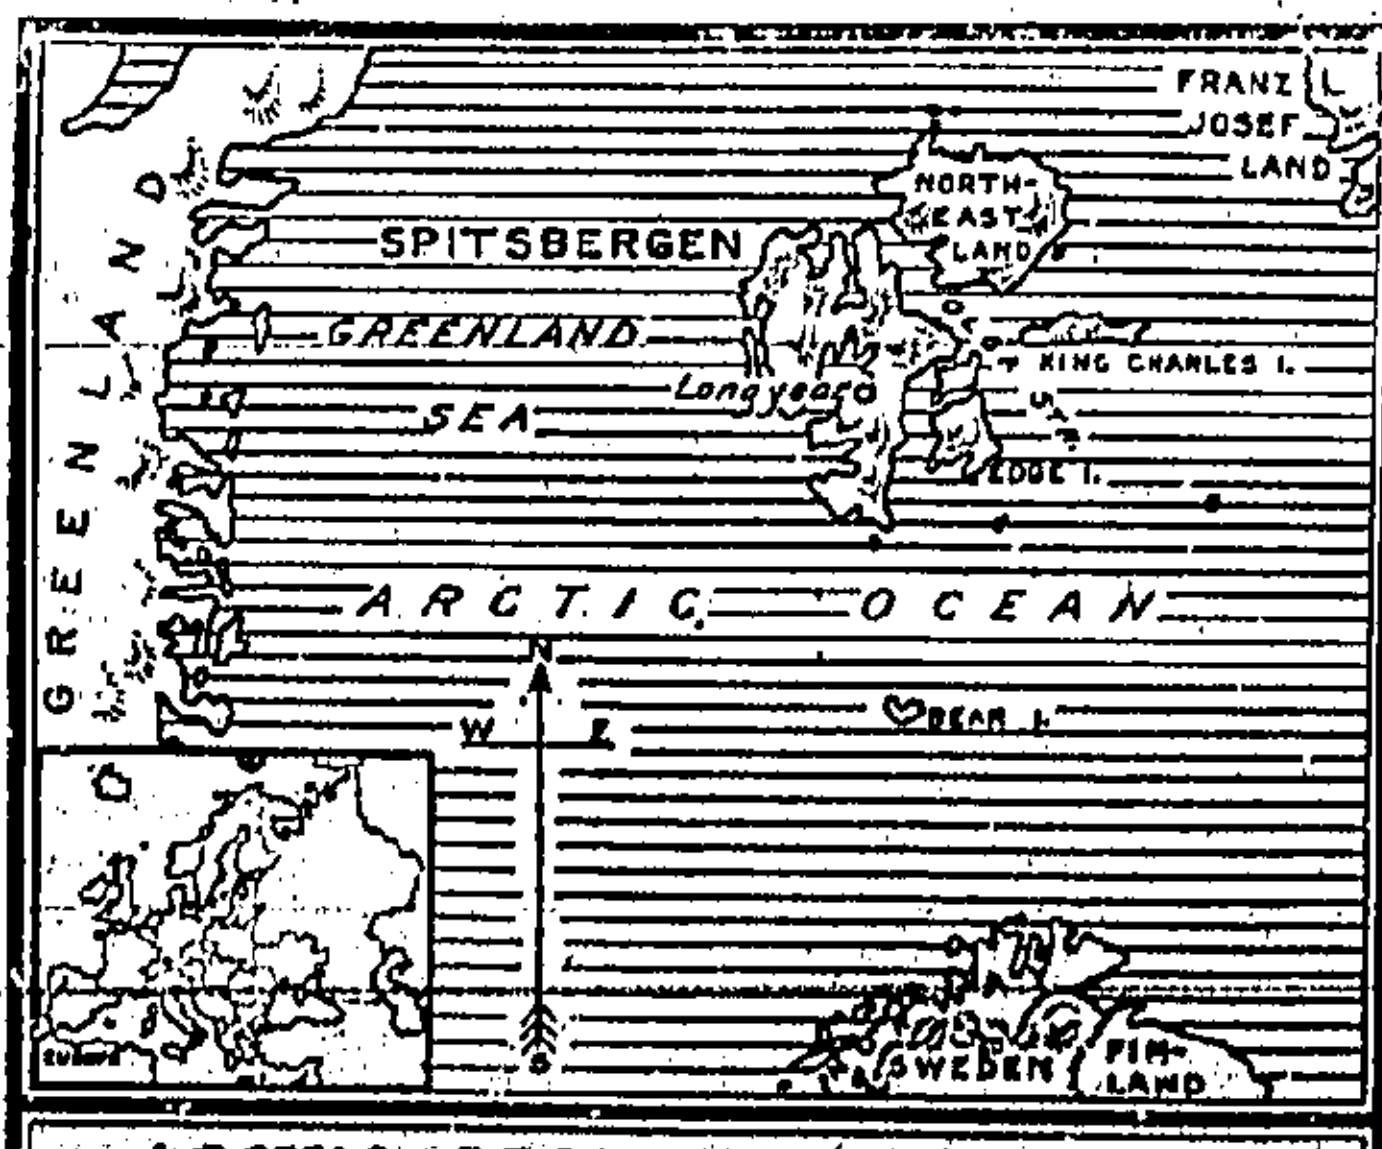 FRANZ
JOSEF
LAND
L.
NORTH-
EAST
LAND
SPITSBERGEN
GREENLAND
SEA
Longyear
KING CHARLES I.
EDGE I.
GREENLAND
ARCTIC OCEAN
N
W
E
S
BEAR I.
EUROPE
SWEDEN
FIN-
LAND